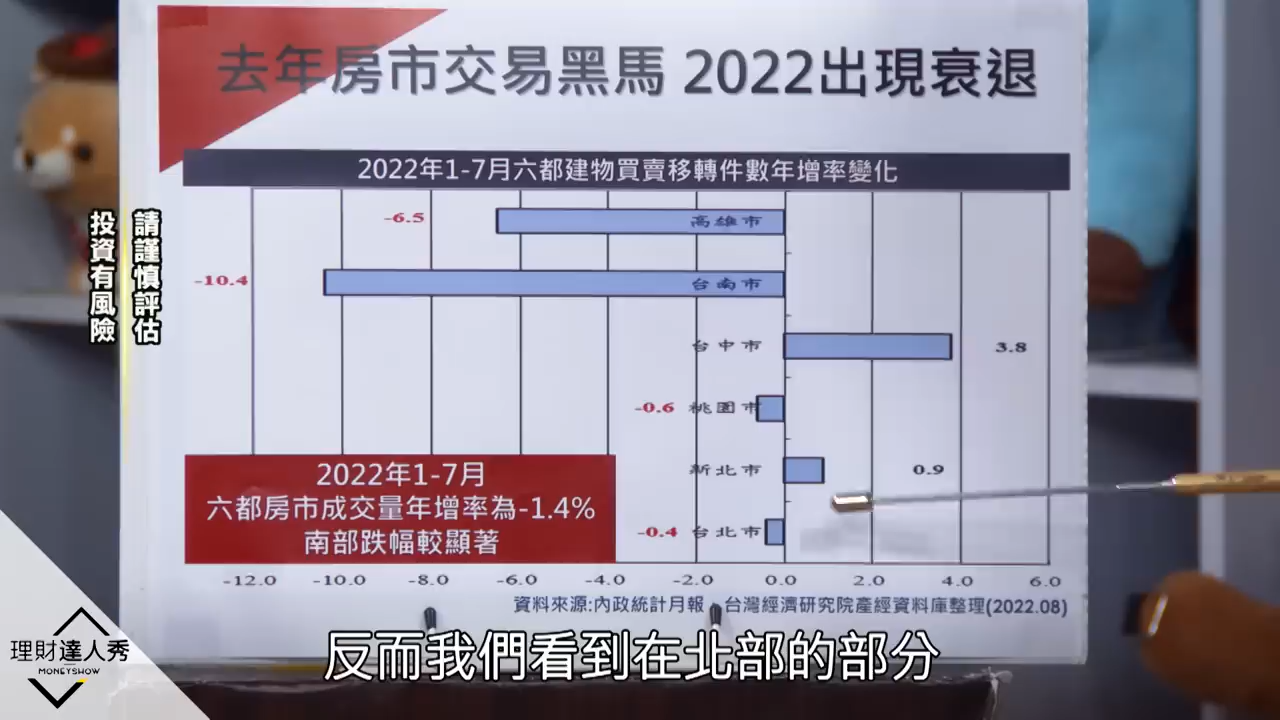 去年房市交易黑馬 2022出現衰退
2022年1-7月六都建物買賣移轉件數年增率變化
-6.5 高雄市
-10.4 台南市
台中市 3.8
-0.6 桃園市
新北市 0.9
-0.4 台北市
2022年1-7月
六都房市成交量年增率為-1.4%
南部跌幅較顯著
-12.0 -10.0 -8.0 -6.0 -4.0 -2.0 0.0 2.0 4.0 6.0
資料來源:內政統計月報、台灣經濟研究院產經資料庫整理(2022.08)
請謹慎評估
投資有風險
理財達人秀
MONEYSHOW
反而我們看到在北部的部分